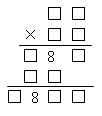 □ □
× □ □
□ 8 □
□ □
□ 8 □ □